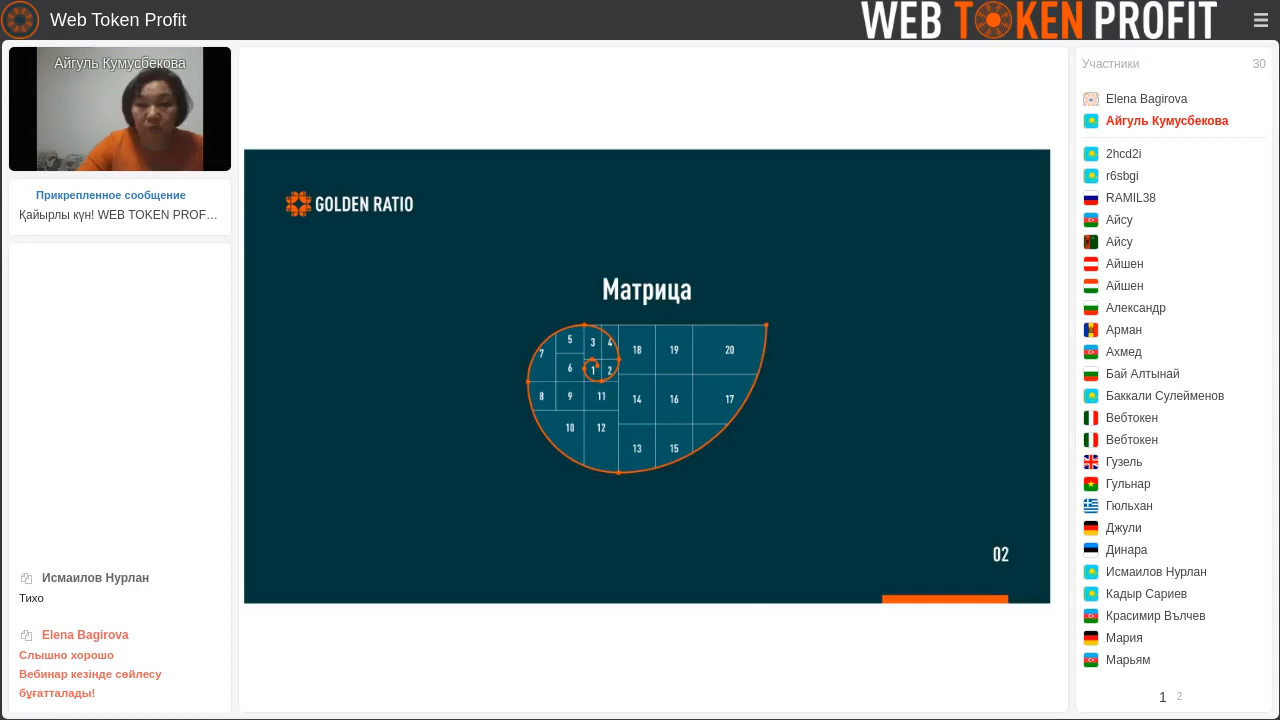 Web Token Profit
WEB TOKEN PROFIT
Айгуль Кумусбекова
Прикрепленное сообщение
Қайырлы күн! WEB TOKEN PROF…
Исмаилов Нурлан
Тихо
Elena Bagirova
Слышно хорошо
Вебинар кезінде сөйлесу
бұғатталады!
GOLDEN RATIO
Матрица
5
3
4
7
18
19
20
6
1
2
8
9
11
14
16
17
10
12
13
15
02
Участники 30
Elena Bagirova
Айгуль Кумусбекова
2hcd2i
r6sbgi
RAMIL38
Айсу
Айсу
Айшен
Айшен
Александр
Арман
Ахмед
Бай Алтынай
Баккали Сулейменов
Вебтокен
Вебтокен
Гузель
Гульнар
Гюльхан
Джули
Динара
Исмаилов Нурлан
Кадыр Сариев
Красимир Вълчев
Мария
Марьям
1 2